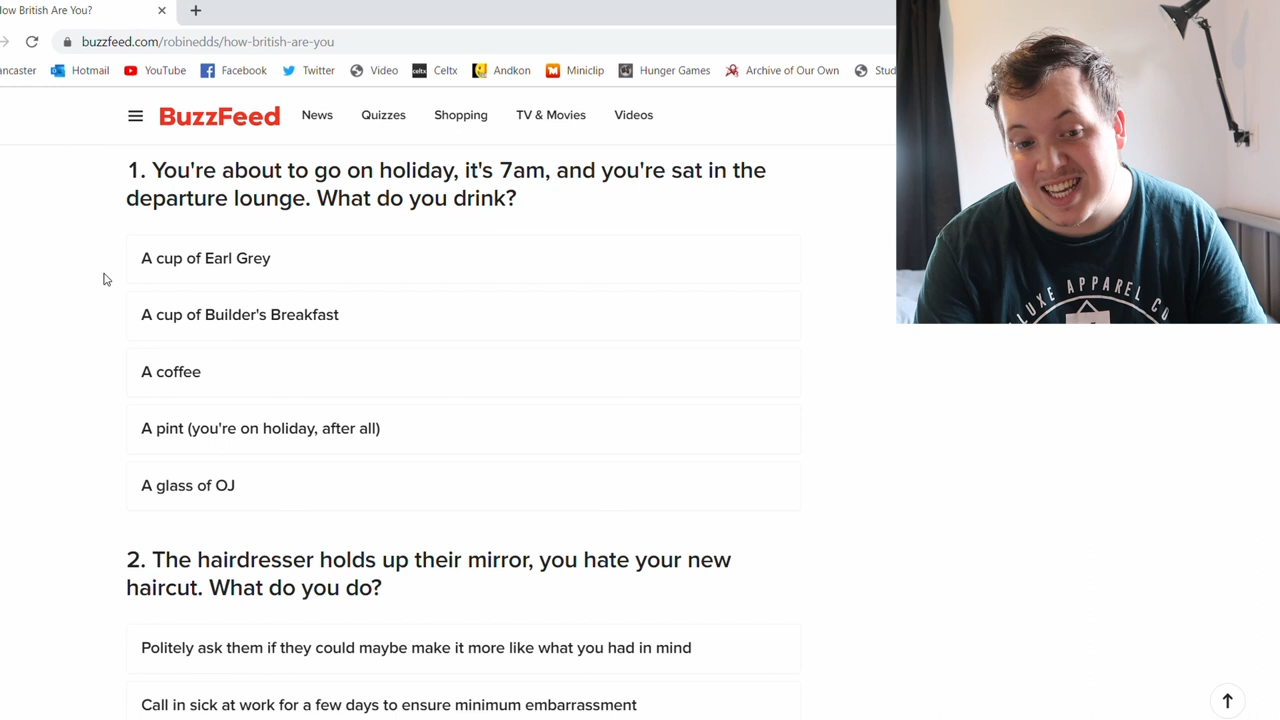 How British Are You?
buzzfeed.com/robinedds/how-british-are-you
ancaster Hotmail YouTube Facebook Twitter Video celtx Celtx Andkon Miniclip Hunger Games Archive of Our Own Stud
BuzzFeed News Quizzes Shopping TV & Movies Videos
1. You're about to go on holiday, it's 7am, and you're sat in the
departure lounge. What do you drink?
A cup of Earl Grey
A cup of Builder's Breakfast
A coffee
A pint (you're on holiday, after all)
A glass of OJ
2. The hairdresser holds up their mirror, you hate your new
haircut. What do you do?
Politely ask them if they could maybe make it more like what you had in mind
Call in sick at work for a few days to ensure minimum embarrassment
LUXE APPAREL CO